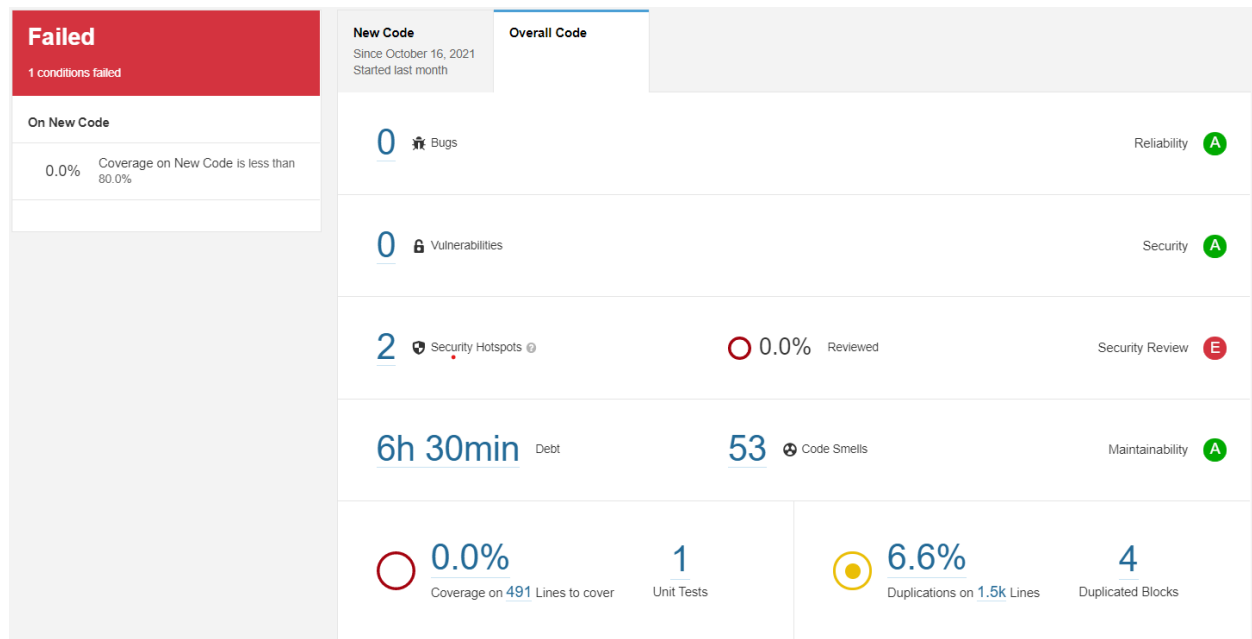 Failed
1 conditions failed
On New Code
0.0% Coverage on New Code is less than
80.0%
New Code
Since October 16, 2021
Started last month
Overall Code
0 Bugs
Reliability A
0 Vulnerabilities
Security A
2 Security Hotspots ?
0.0% Reviewed
Security Review E
6h 30min Debt
53 Code Smells
Maintainability A
0.0%
Coverage on 491 Lines to cover
1
Unit Tests
6.6%
Duplications on 1.5k Lines
4
Duplicated Blocks